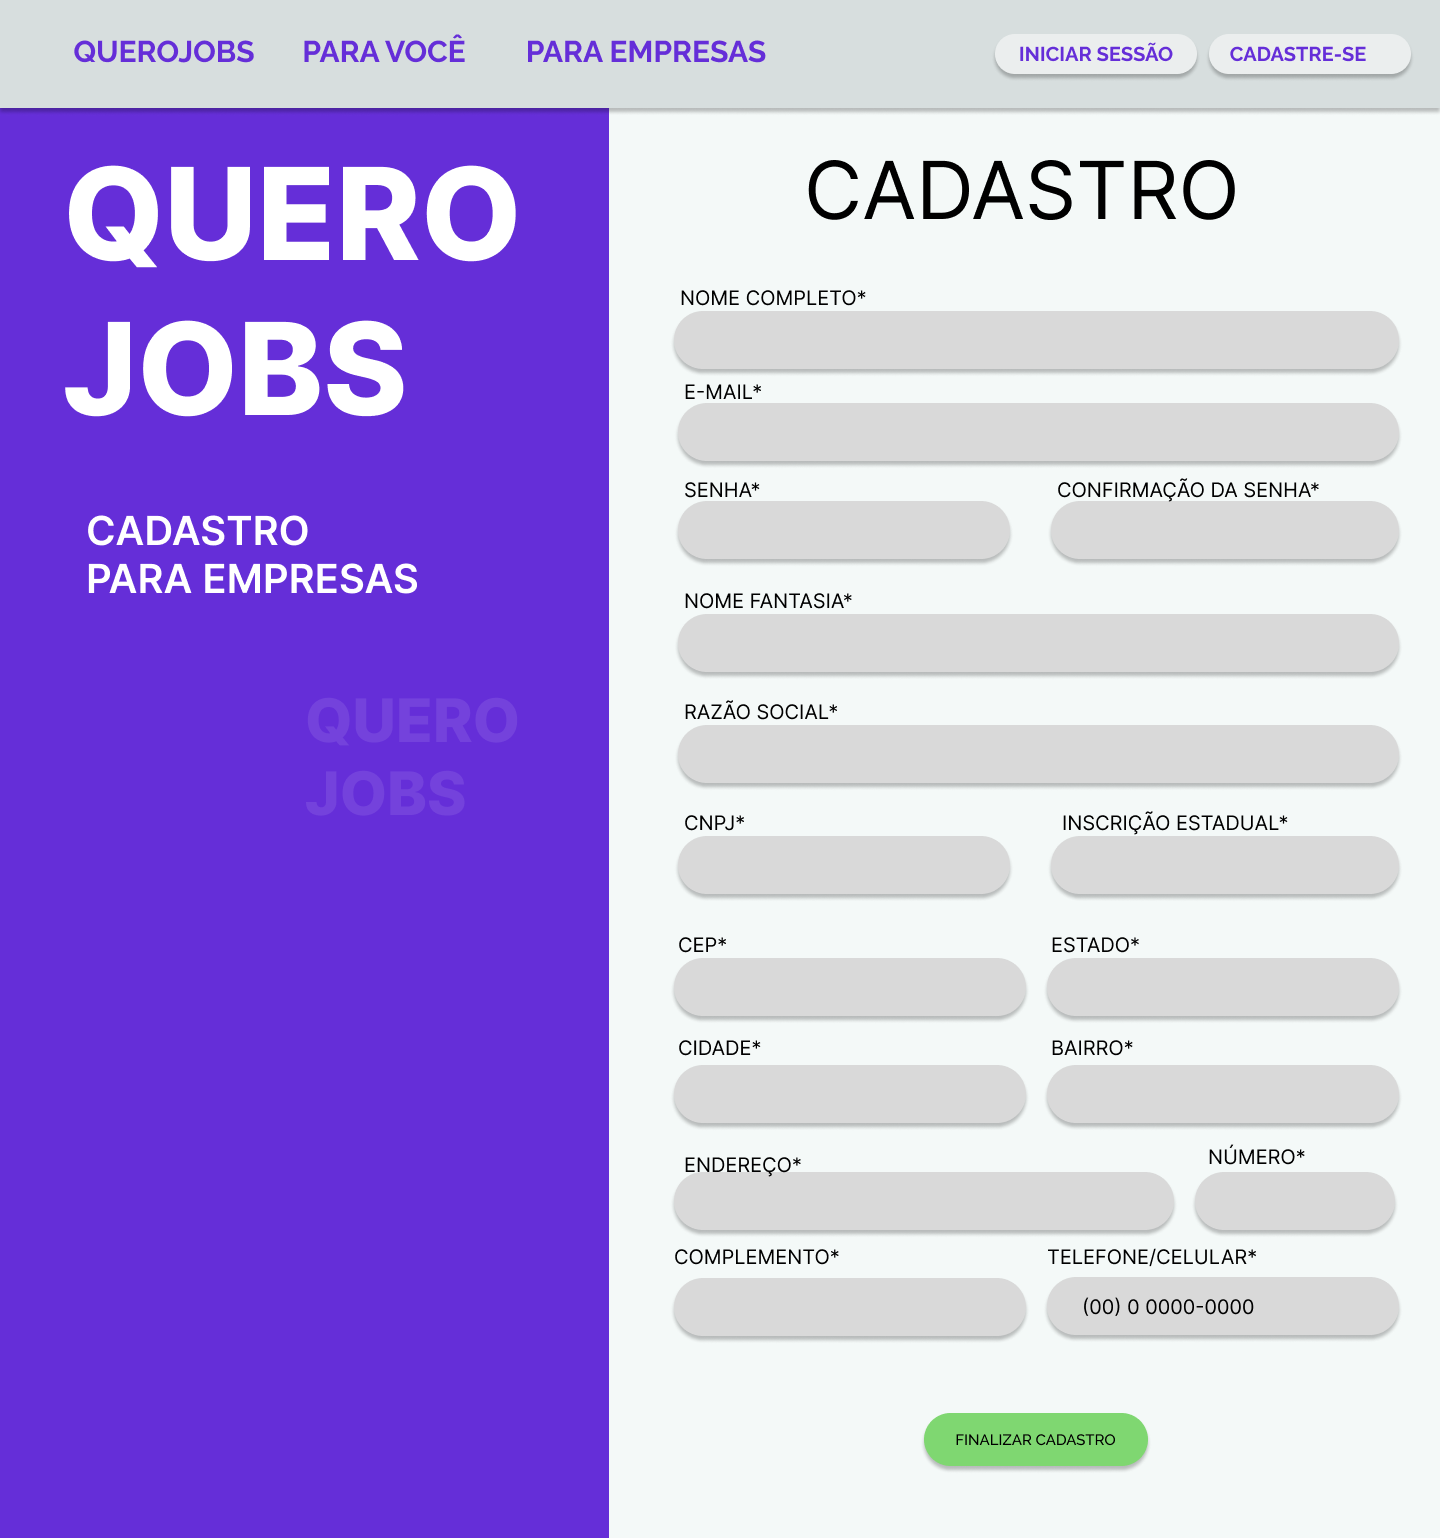 QUEROJOBS PARA VOCÊ PARA EMPRESAS INICIAR SESSÃO CADASTRE-SE
QUERO
JOBS
CADASTRO
PARA EMPRESAS
QUERO
JOBS
CADASTRO
NOME COMPLETO*
E-MAIL*
SENHA* CONFIRMAÇÃO DA SENHA*
NOME FANTASIA*
RAZÃO SOCIAL*
CNPJ* INSCRIÇÃO ESTADUAL*
CEP* ESTADO*
CIDADE* BAIRRO*
ENDEREÇO* NÚMERO*
COMPLEMENTO* TELEFONE/CELULAR*
(00) 0 0000-0000
FINALIZAR CADASTRO